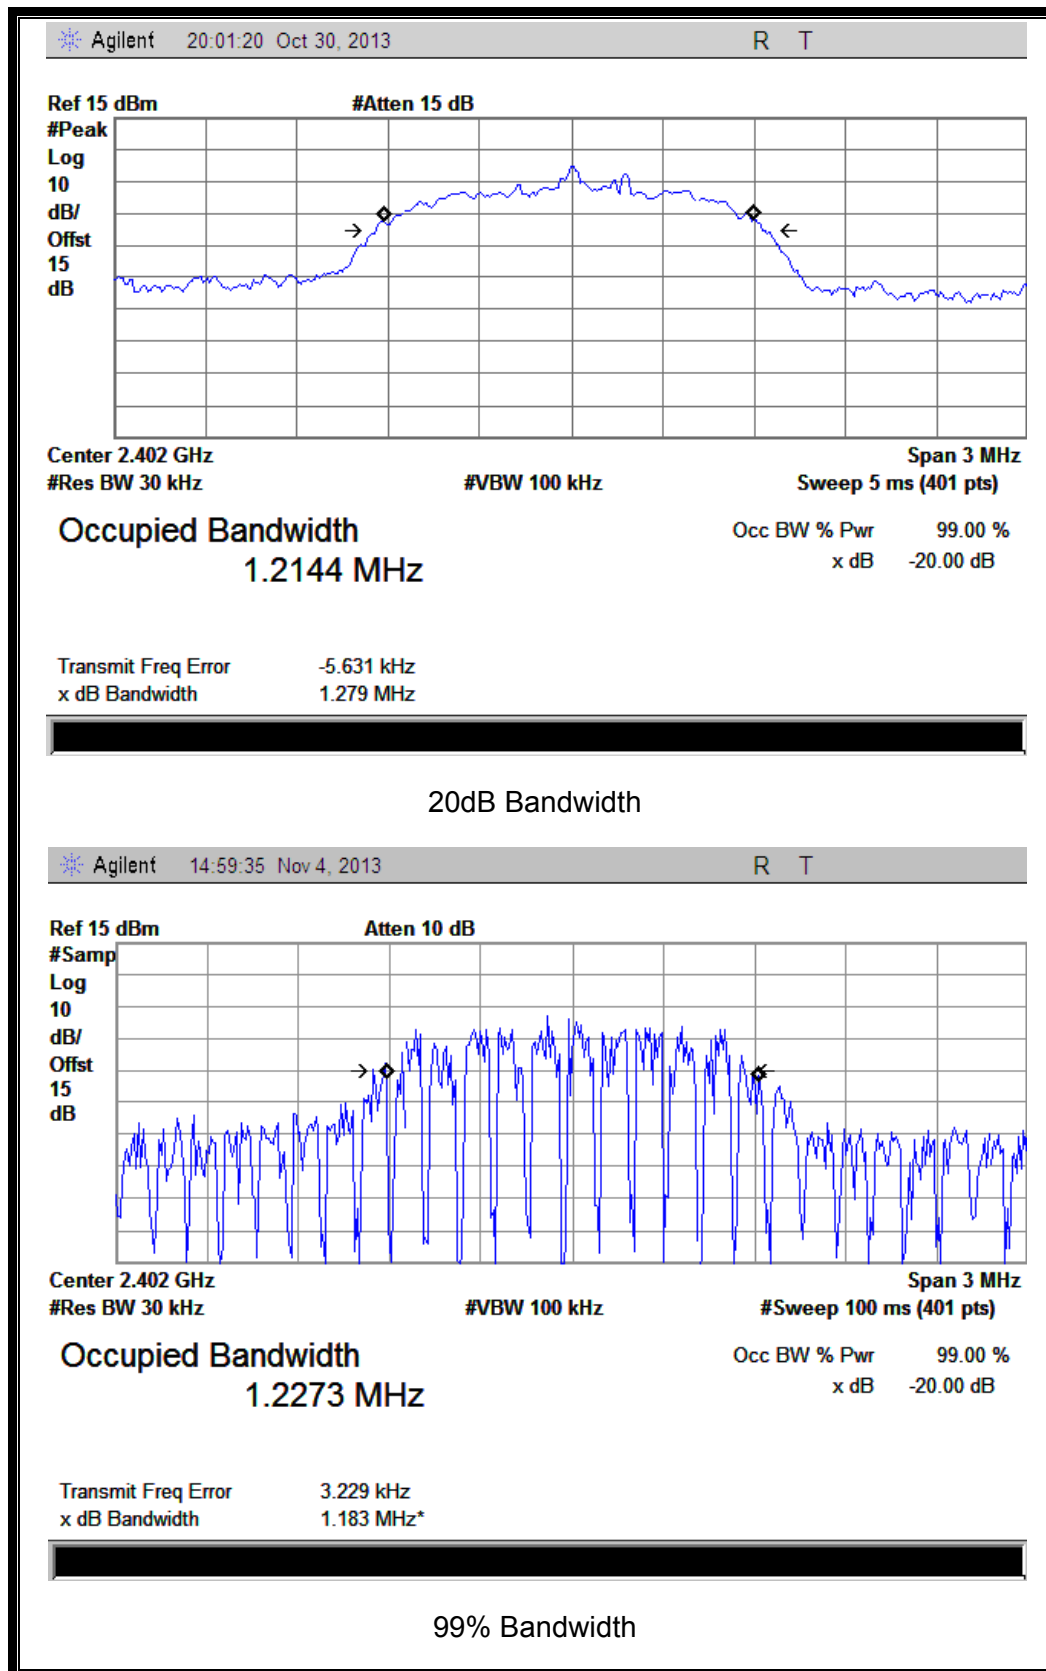 Agilent 20:01:20 Oct 30, 2013 R T
Ref 15 dBm #Atten 15 dB
#Peak
Log
10
dB/
Offst
15
dB
Center 2.402 GHz Span 3 MHz
#Res BW 30 kHz #VBW 100 kHz Sweep 5 ms (401 pts)
Occupied Bandwidth Occ BW % Pwr 99.00 %
1.2144 MHz x dB -20.00 dB
Transmit Freq Error -5.631 kHz
x dB Bandwidth 1.279 MHz
20dB Bandwidth
Agilent 14:59:35 Nov 4, 2013 R T
Ref 15 dBm Atten 10 dB
#Samp
Log
10
dB/
Offst
15
dB
Center 2.402 GHz Span 3 MHz
#Res BW 30 kHz #VBW 100 kHz #Sweep 100 ms (401 pts)
Occupied Bandwidth Occ BW % Pwr 99.00 %
1.2273 MHz x dB -20.00 dB
Transmit Freq Error 3.229 kHz
x dB Bandwidth 1.183 MHz*
99% Bandwidth